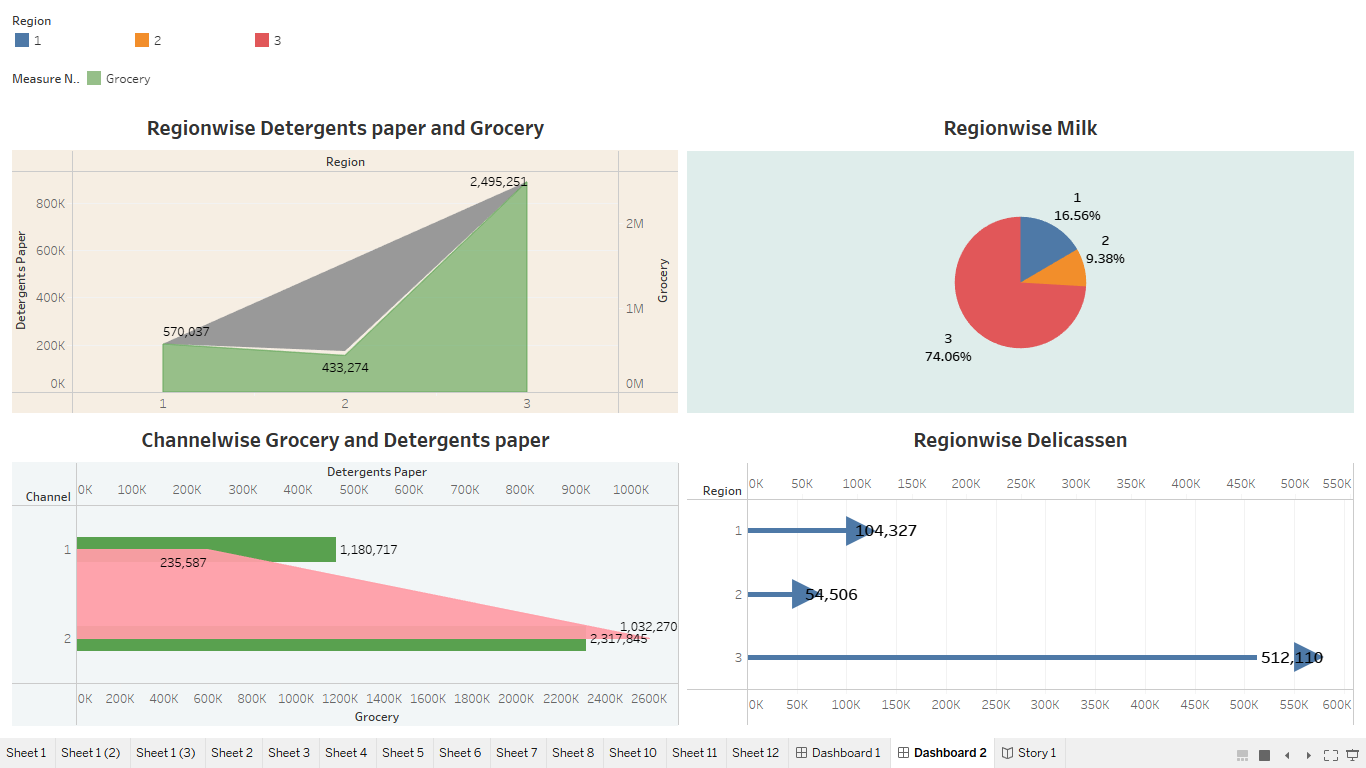 Region
1 2 3
Measure N.. Grocery
Regionwise Detergents paper and Grocery
Region
Detergents Paper
800K
600K
400K
200K
0K
2,495,251
570,037
433,274
2M
1M
0M
Grocery
1 2 3
Regionwise Milk
1
16.56%
2
9.38%
3
74.06%
Channelwise Grocery and Detergents paper
Detergents Paper
Channel
0K 100K 200K 300K 400K 500K 600K 700K 800K 900K 1000K
1
1,180,717
235,587
1,032,270
2
2,317,845
0K 200K 400K 600K 800K 1000K 1200K 1400K 1600K 1800K 2000K 2200K 2400K 2600K
Grocery
Regionwise Delicassen
Region
0K 50K 100K 150K 200K 250K 300K 350K 400K 450K 500K 550K
1 104,327
2 54,506
3 512,110
0K 50K 100K 150K 200K 250K 300K 350K 400K 450K 500K 550K 600K
Sheet 1 Sheet 1 (2) Sheet 1 (3) Sheet 2 Sheet 3 Sheet 4 Sheet 5 Sheet 6 Sheet 7 Sheet 8 Sheet 10 Sheet 11 Sheet 12 Dashboard 1 Dashboard 2 Story 1